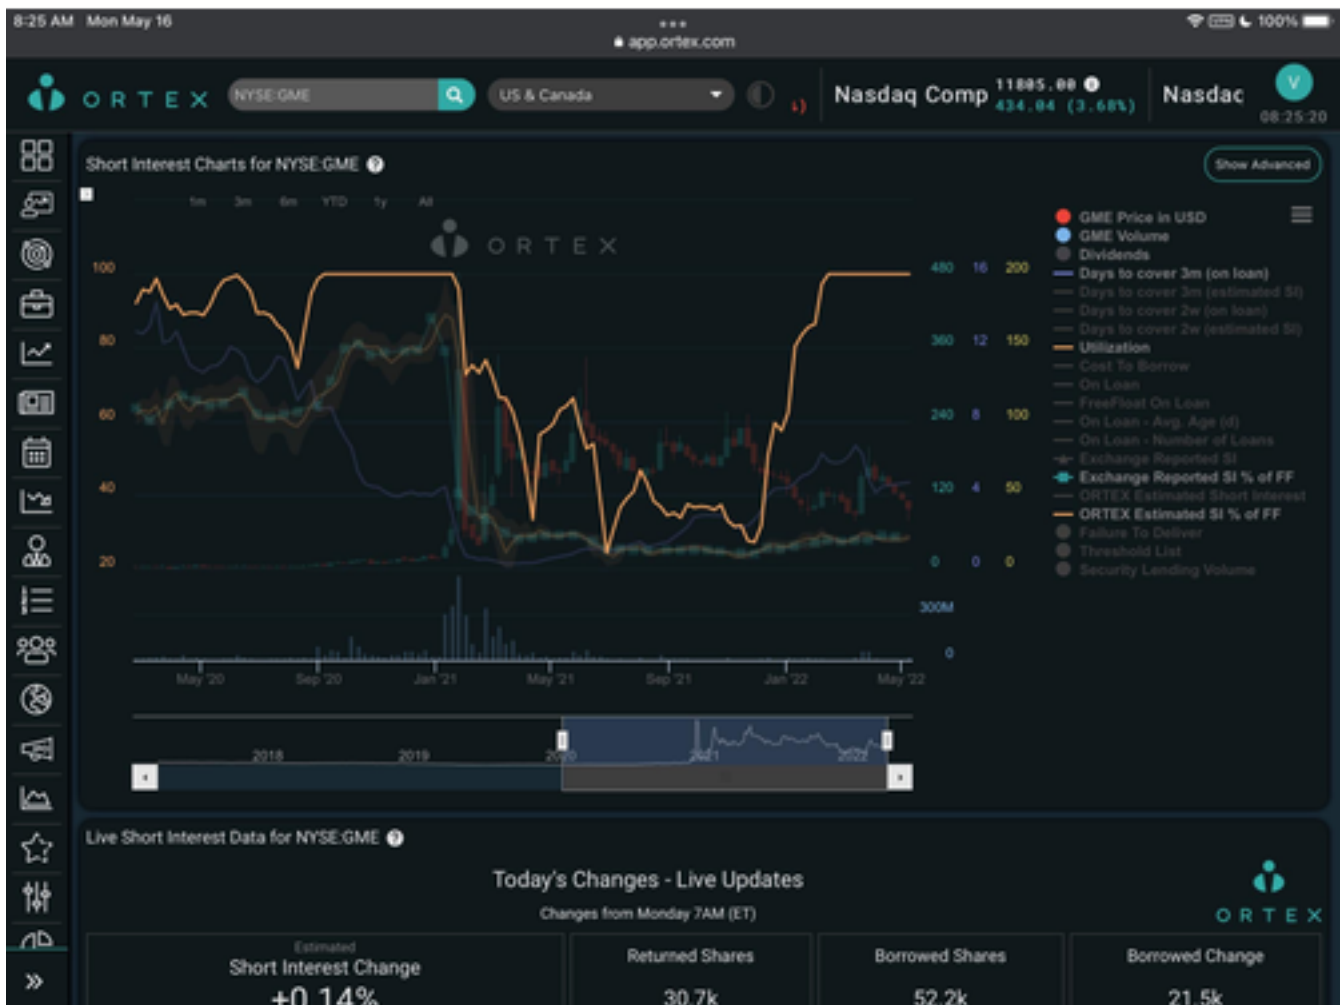 8:25 AM Mon May 16
100%
app.ortex.com
ORTEX
NYSE:GME
US & Canada
Nasdaq Comp
11805.00
434.04 (3.68%)
Nasdac
V
08:25:20
Short Interest Charts for NYSE:GME ?
Show Advanced
1m 3m 6m YTD 1y All
ORTEX
GME Price in USD
GME Volume
Dividends
Days to cover 3m (on loan)
Days to cover 3m (estimated SI)
Days to cover 2w (on loan)
Days to cover 2w (estimated SI)
Utilization
Cost To Borrow
On Loan
FreeFloat On Loan
On Loan - Avg. Age (d)
On Loan - Number of Loans
Exchange Reported SI
Exchange Reported SI % of FF
ORTEX Estimated Short Interest
ORTEX Estimated SI % of FF
Failure To Deliver
Threshold List
Security Lending Volume
100 480 16 200
80 360 12 150
60 240 8 100
40 120 4 50
20 0 0 0
300M
0
May '20 Sep '20 Jan '21 May '21 Sep '21 Jan '22 May '22
2018 2019 2020 2021 2022
Live Short Interest Data for NYSE:GME ?
Today's Changes - Live Updates
Changes from Monday 7AM (ET)
ORTEX
Estimated
Short Interest Change
+0.14%
Returned Shares
30.7k
Borrowed Shares
52.2k
Borrowed Change
21.5k